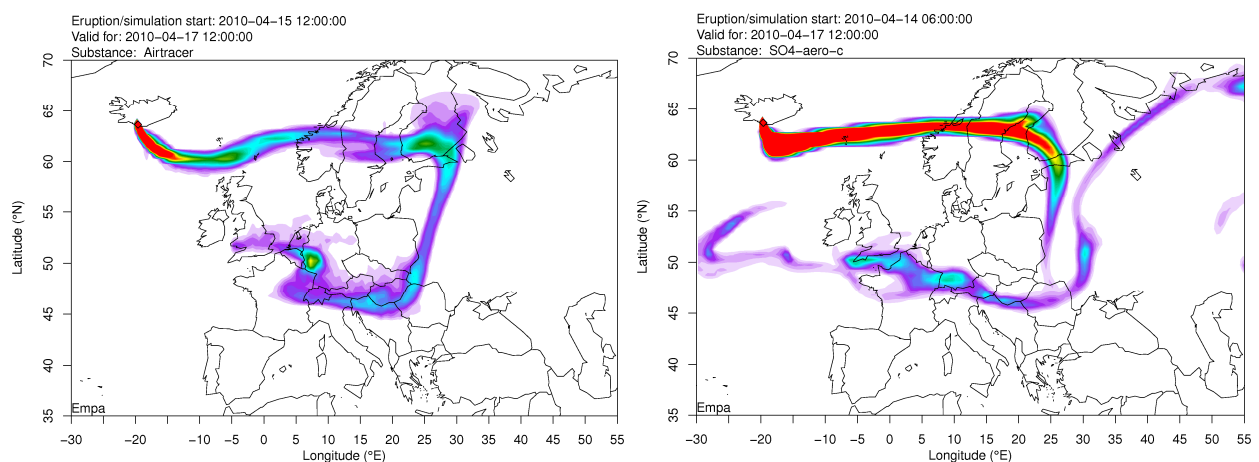 Eruption/simulation start: 2010−04−15 12:00:00
Valid for: 2010−04−17 12:00:00
Substance: Airtracer
70
65
60
55
50
45
40
35
Latitude (°N)
Empa
−30 −20 −10 −5 0 5 10 15 20 25 30 35 40 45 50 55
Longitude (°E)
Eruption/simulation start: 2010−04−14 06:00:00
Valid for: 2010−04−17 12:00:00
Substance: SO4−aero−c
70
65
60
55
50
45
40
35
Latitude (°N)
Empa
−30 −20 −10 −5 0 5 10 15 20 25 30 35 40 45 50 55
Longitude (°E)